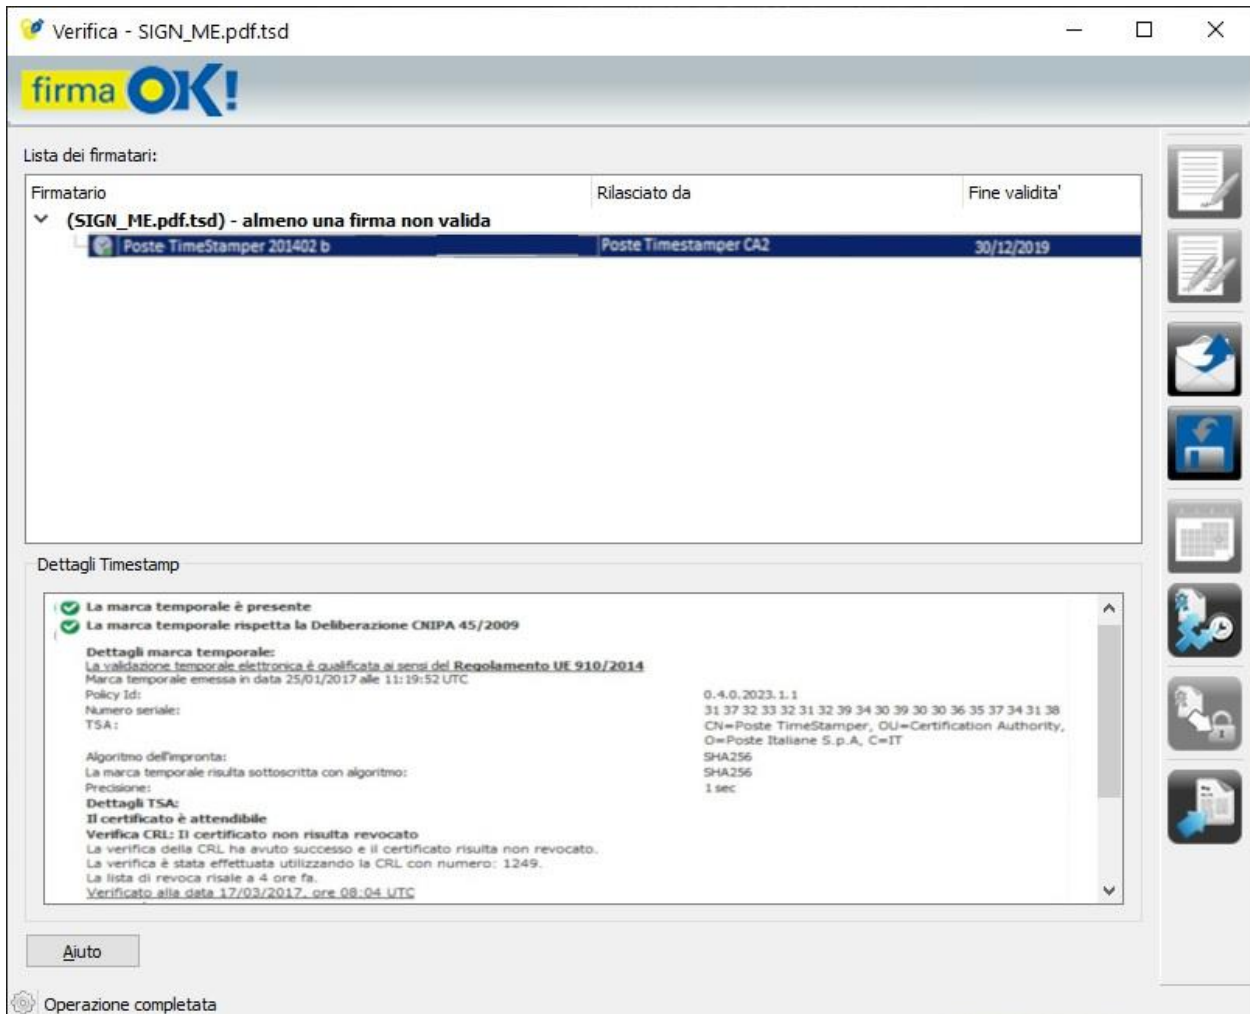 Verifica - SIGN_ME.pdf.tsd
firma OK!
Lista dei firmatari:
Firmatario Rilasciato da Fine validita'
(SIGN_ME.pdf.tsd) - almeno una firma non valida
Poste TimeStamper 201402 b Poste Timestamper CA2 30/12/2019
Dettagli Timestamp
La marca temporale è presente
La marca temporale rispetta la Deliberazione CNIPA 45/2009
Dettagli marca temporale:
La validazione temporale elettronica è qualificata ai sensi del Regolamento UE 910/2014
Marca temporale emessa in data 25/01/2017 alle 11:19:52 UTC
Policy Id: 0.4.0.2023.1.1
Numero seriale: 31 37 32 33 32 31 32 39 34 30 39 30 30 36 35 37 34 31 38
TSA: CN=Poste TimeStamper, OU=Certification Authority,
O=Poste Italiane S.p.A, C=IT
Algoritmo dell'impronta: SHA256
La marca temporale risulta sottoscritta con algoritmo: SHA256
Precisione: 1 sec
Dettagli TSA:
Il certificato è attendibile
Verifica CRL: Il certificato non risulta revocato
La verifica della CRL ha avuto successo e il certificato risulta non revocato.
La verifica è stata effettuata utilizzando la CRL con numero: 1249.
La lista di revoca risale a 4 ore fa.
Verificato alla data 17/03/2017, ore 08:04 UTC
Aiuto
Operazione completata